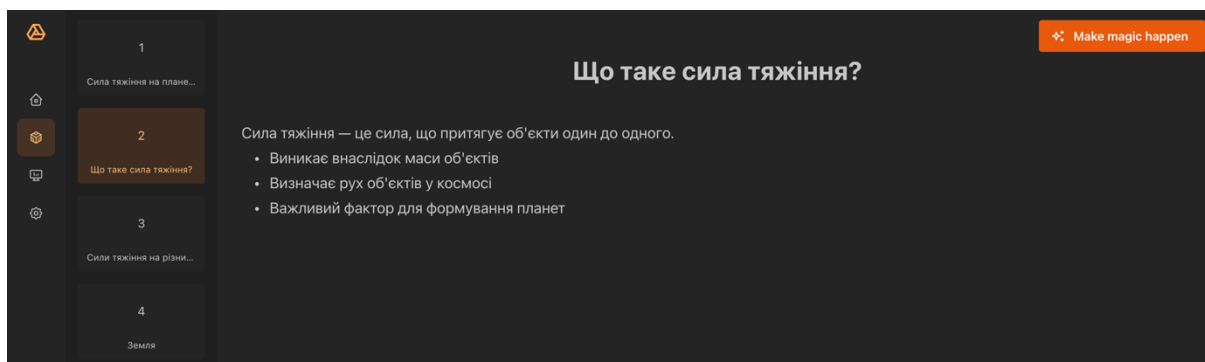 Make magic happen
1
Сила тяжіння на плане...
2
Що таке сила тяжіння?
3
Сили тяжіння на різни...
4
Земля
Що таке сила тяжіння?
Сила тяжіння — це сила, що притягує об'єкти один до одного.
• Виникає внаслідок маси об'єктів
• Визначає рух об'єктів у космосі
• Важливий фактор для формування планет